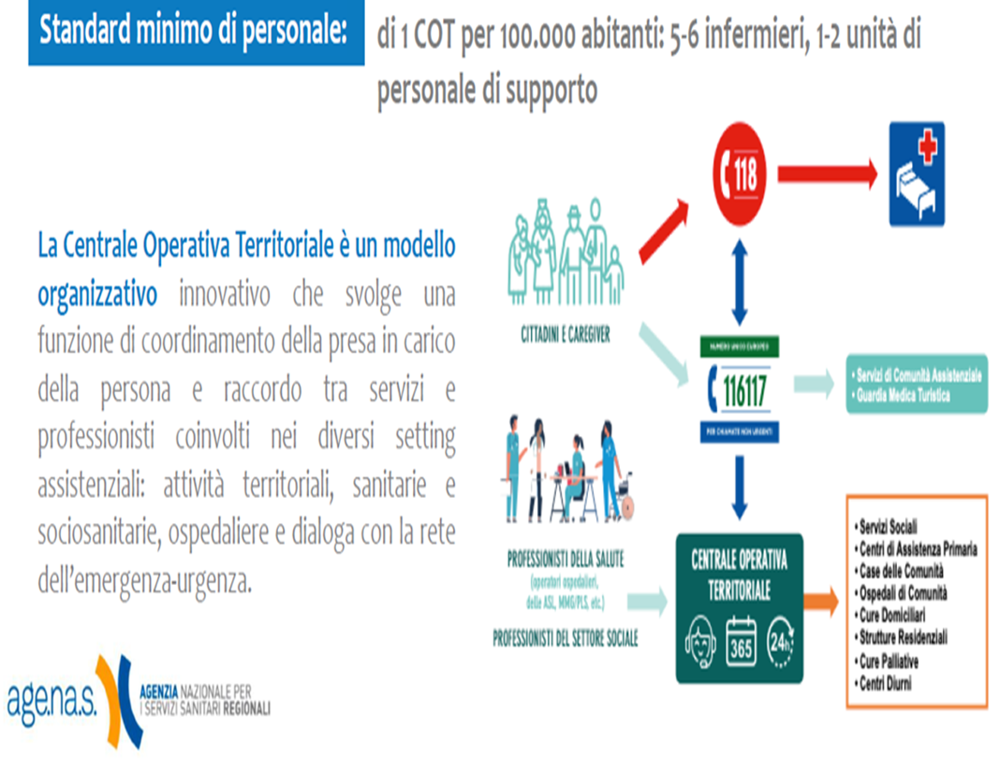 Standard minimo di personale:
di 1 COT per 100.000 abitanti: 5-6 infermieri, 1-2 unità di
personale di supporto
La Centrale Operativa Territoriale è un modello
organizzativo innovativo che svolge una
funzione di coordinamento della presa in carico
della persona e raccordo tra servizi e
professionisti coinvolti nei diversi setting
assistenziali: attività territoriali, sanitarie e
sociosanitarie, ospedaliere e dialoga con la rete
dell'emergenza-urgenza.
118
CITTADINI E CAREGIVER
NUMERO UNICO EUROPEO
116117
PER CHIAMATE NON URGENTI
• Servizi di Comunità Assistenziale
• Guardia Medica Turistica
PROFESSIONISTI DELLA SALUTE
(operatori ospedalieri,
delle ASL, MMG/PLS, etc.)
PROFESSIONISTI DEL SETTORE SOCIALE
CENTRALE OPERATIVA
TERRITORIALE
365
24h
• Servizi Sociali
• Centri di Assistenza Primaria
• Case delle Comunità
• Ospedali di Comunità
• Cure Domiciliari
• Strutture Residenziali
• Cure Palliative
• Centri Diurni
age.na.s.
AGENZIA NAZIONALE PER
I SERVIZI SANITARI REGIONALI